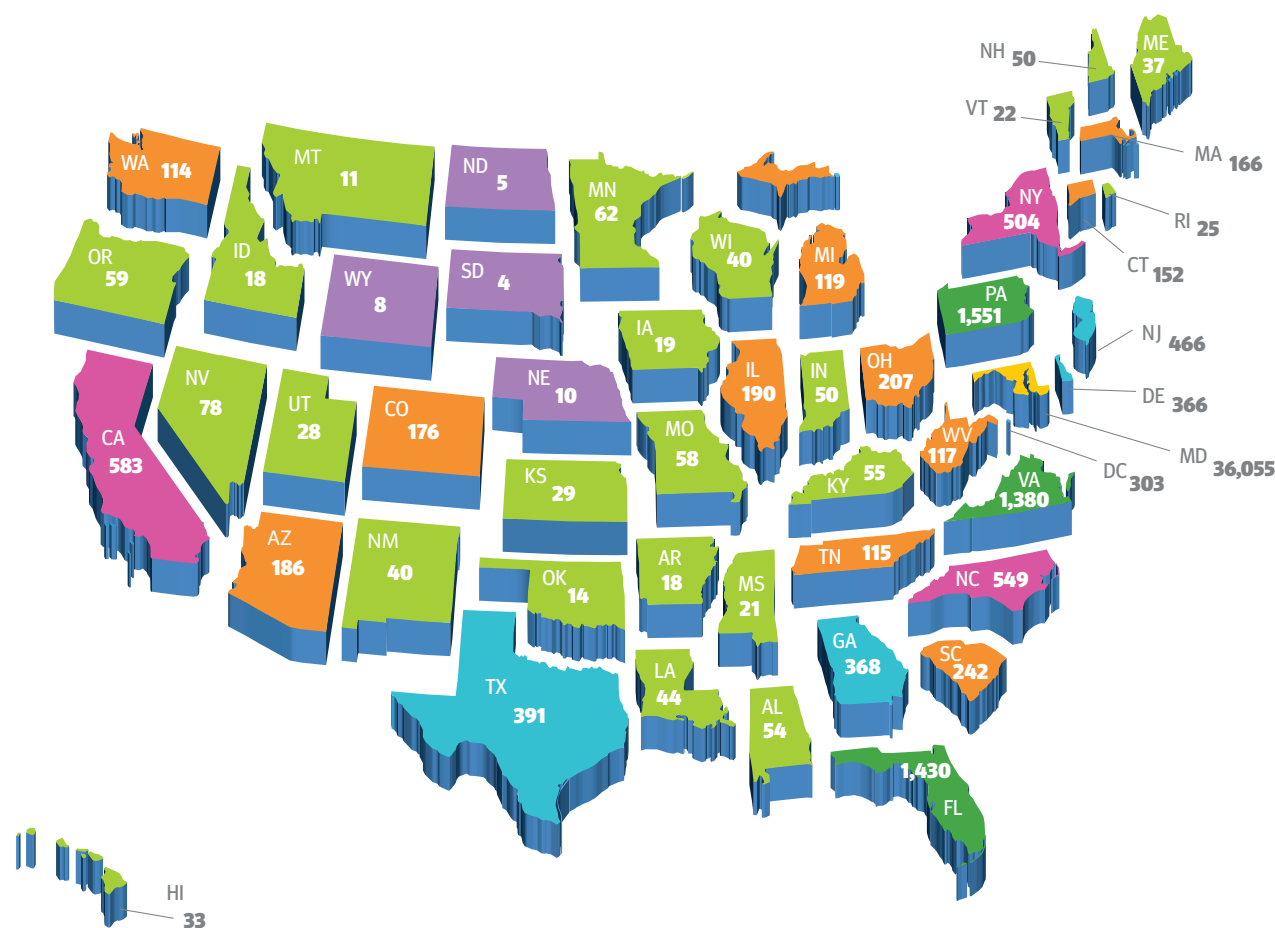 NH 50
ME
37
VT 22
MA
166
WA 114
MT
11
ND
5
MN
62
NY
504
RI 25
CT 152
OR
59
ID
18
WY
8
SD
4
WI
40
MI
119
PA
1,551
NJ
466
IA
19
NV
78
UT
28
CO
176
NE
10
IL
190
IN
50
OH
207
DE
366
CA
583
MO
58
WV
117
DC 303
MD
36,055
KS
29
KY 55
VA
1,380
AZ
186
NM
40
OK
14
AR
18
MS
21
TN 115
NC 549
TX
391
LA
44
AL
54
GA
368
SC
242
1,430
FL
HI
33